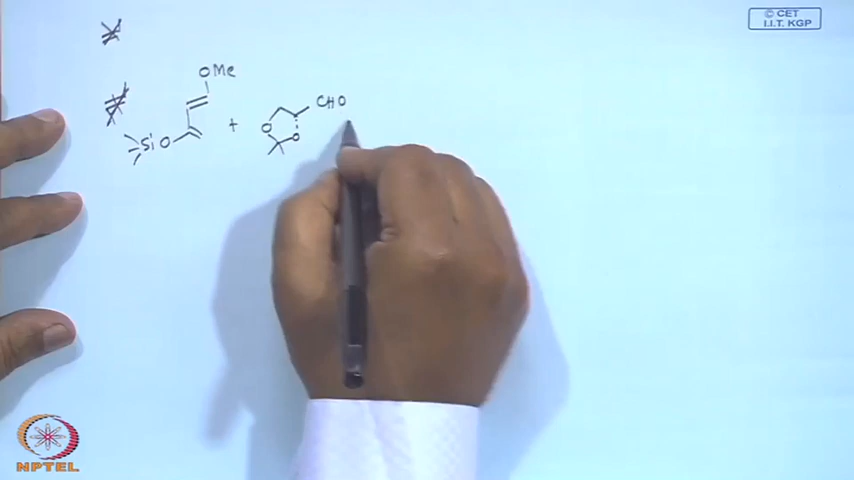 © CET
I.I.T. KGP
OMe
CHO
Si O
+
O
O
NPTEL